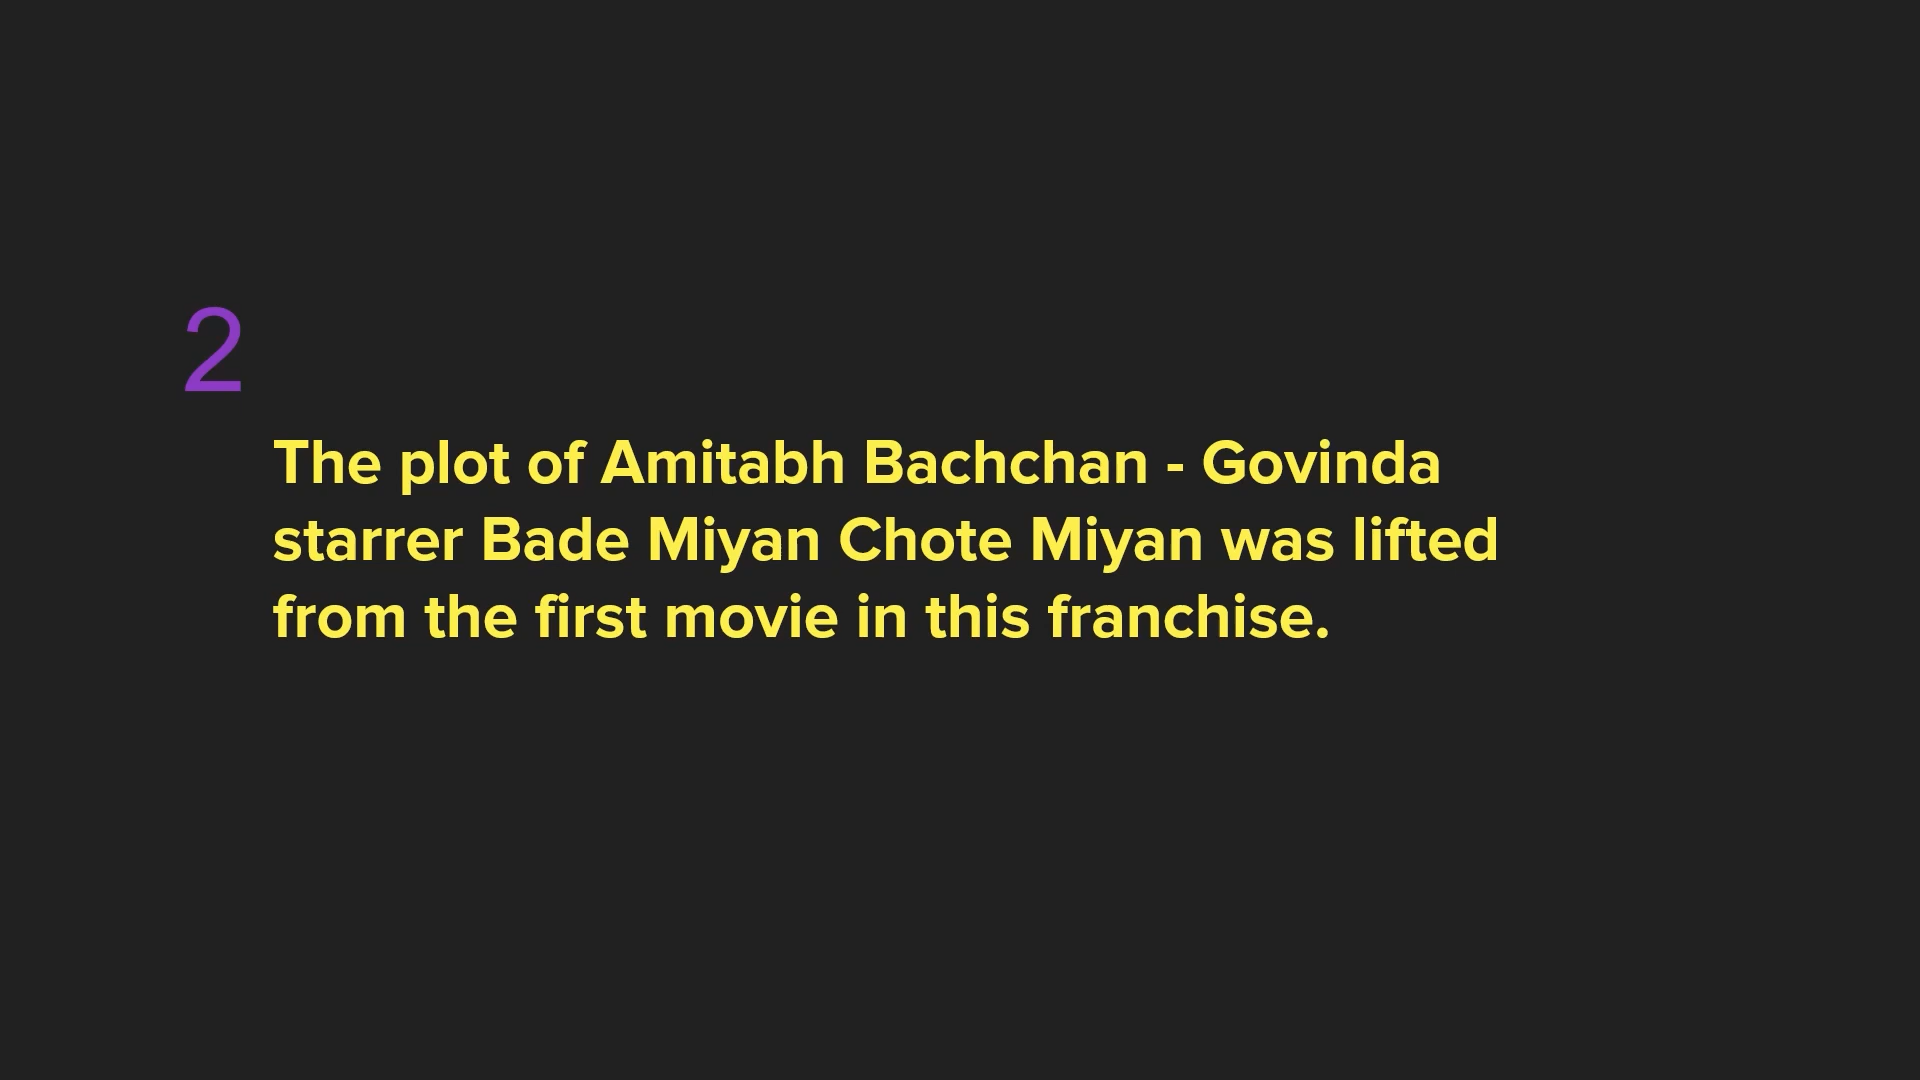 2
The plot of Amitabh Bachchan - Govinda
starrer Bade Miyan Chote Miyan was lifted
from the first movie in this franchise.